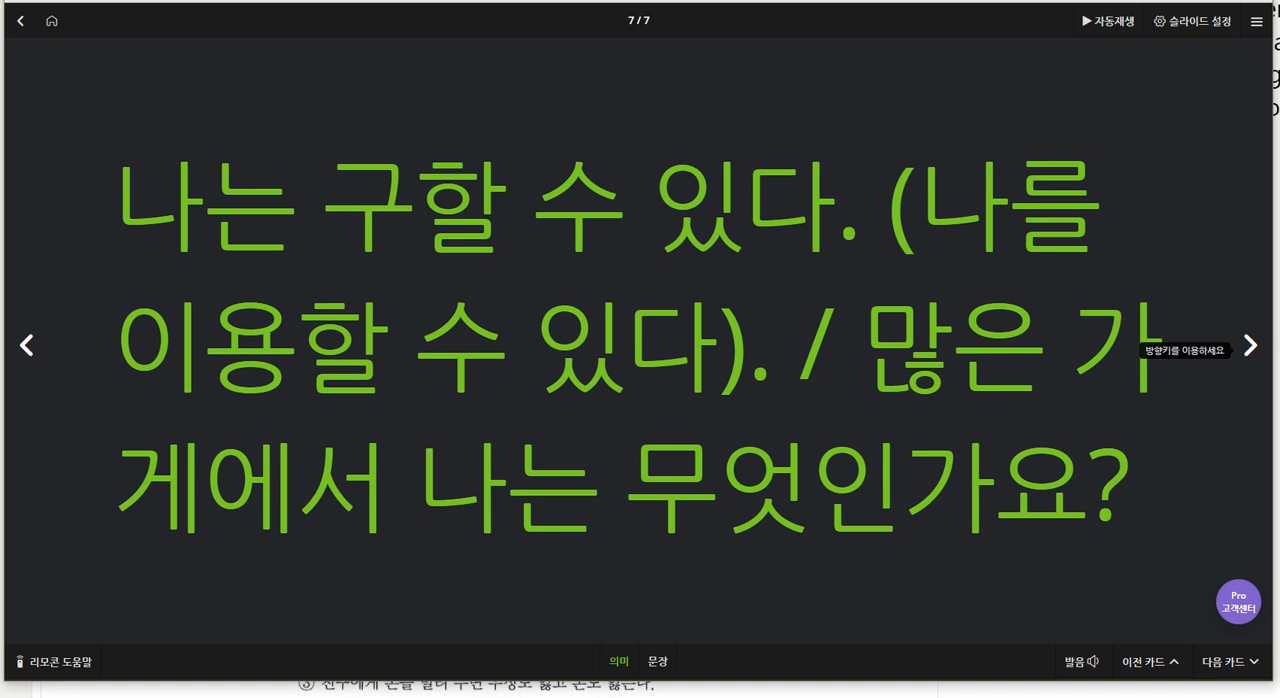 7 / 7
▶ 자동재생
슬라이드 설정
나는 구할 수 있다. (나를
이용할 수 있다). / 많은 가
방향키를 이용하세요
게에서 나는 무엇인가요?
Pro
고객센터
리모콘 도움말
의미
문장
발음
이전 카드
다음 카드